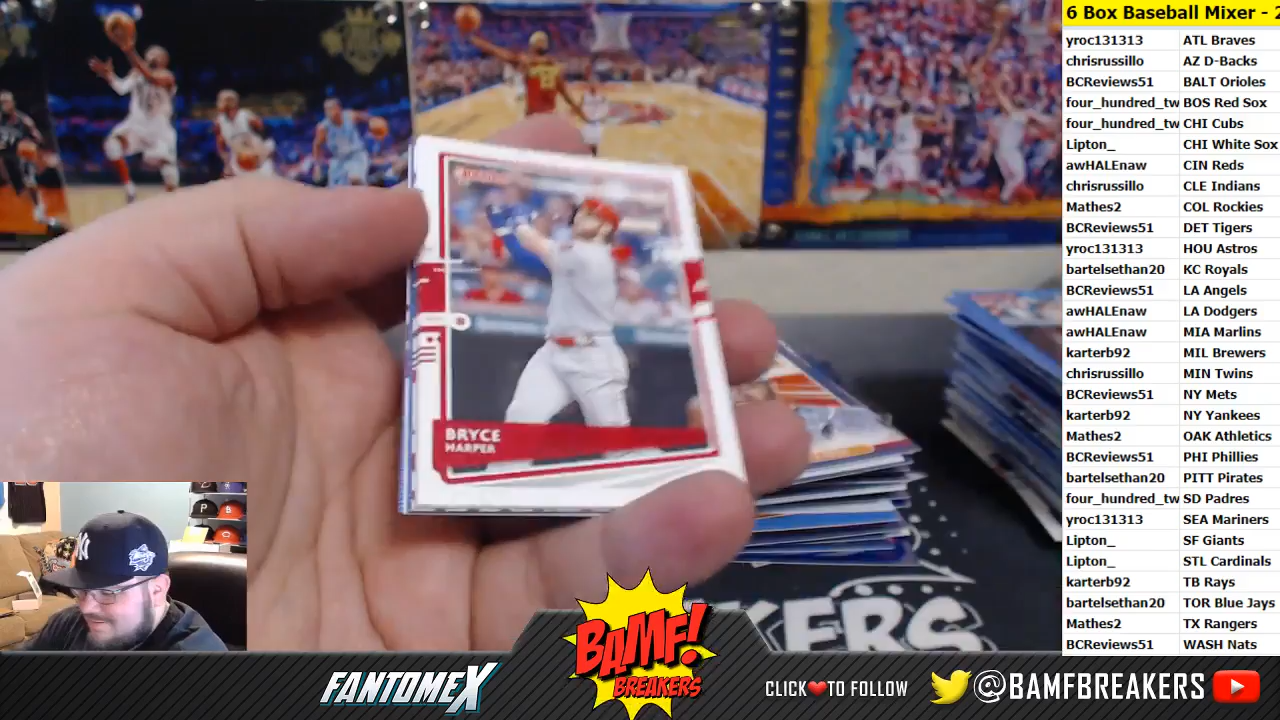 6 Box Baseball Mixer - 2
yroc131313 ATL Braves
chrisrussillo AZ D-Backs
BCReviews51 BALT Orioles
four_hundred_tw BOS Red Sox
four_hundred_tw CHI Cubs
Lipton_ CHI White Sox
awHALEnaw CIN Reds
chrisrussillo CLE Indians
Mathes2 COL Rockies
BCReviews51 DET Tigers
yroc131313 HOU Astros
bartelsethan20 KC Royals
BCReviews51 LA Angels
awHALEnaw LA Dodgers
awHALEnaw MIA Marlins
karterb92 MIL Brewers
chrisrussillo MIN Twins
BCReviews51 NY Mets
karterb92 NY Yankees
Mathes2 OAK Athletics
BCReviews51 PHI Phillies
bartelsethan20 PITT Pirates
four_hundred_tw SD Padres
yroc131313 SEA Mariners
Lipton_ SF Giants
Lipton_ STL Cardinals
karterb92 TB Rays
bartelsethan20 TOR Blue Jays
Mathes2 TX Rangers
BCReviews51 WASH Nats
BRYCE
HARPER
KERS
FANTOMEX
BAMF!
BREAKERS
CLICK TO FOLLOW
@BAMFBREAKERS